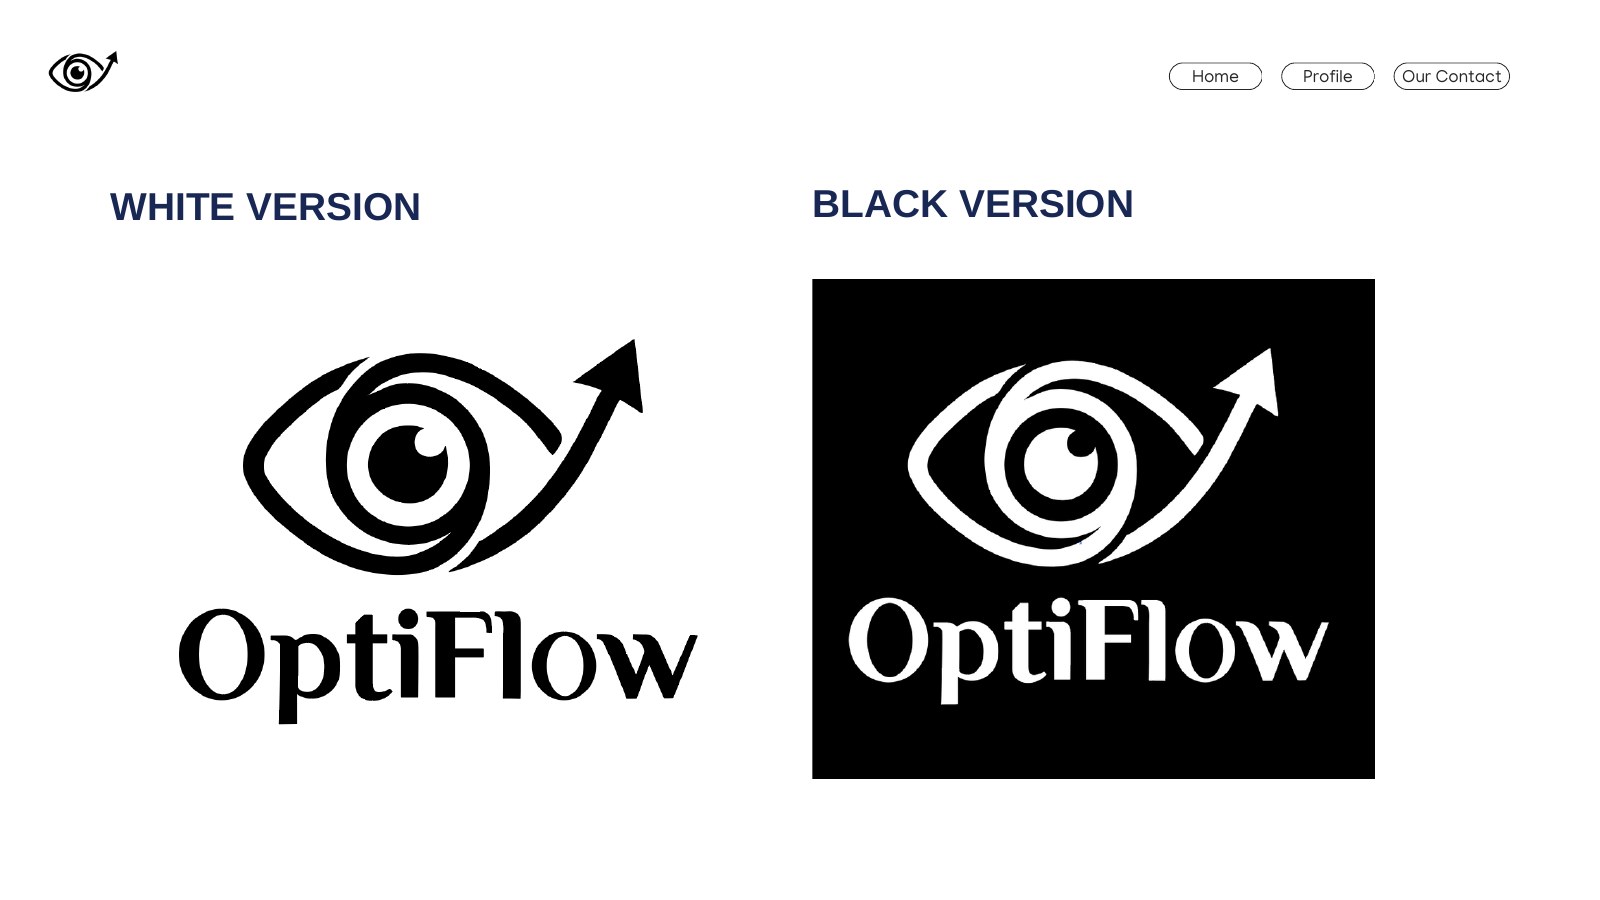 Home
Profile
Our Contact
WHITE VERSION
BLACK VERSION
OptiFlow
OptiFlow